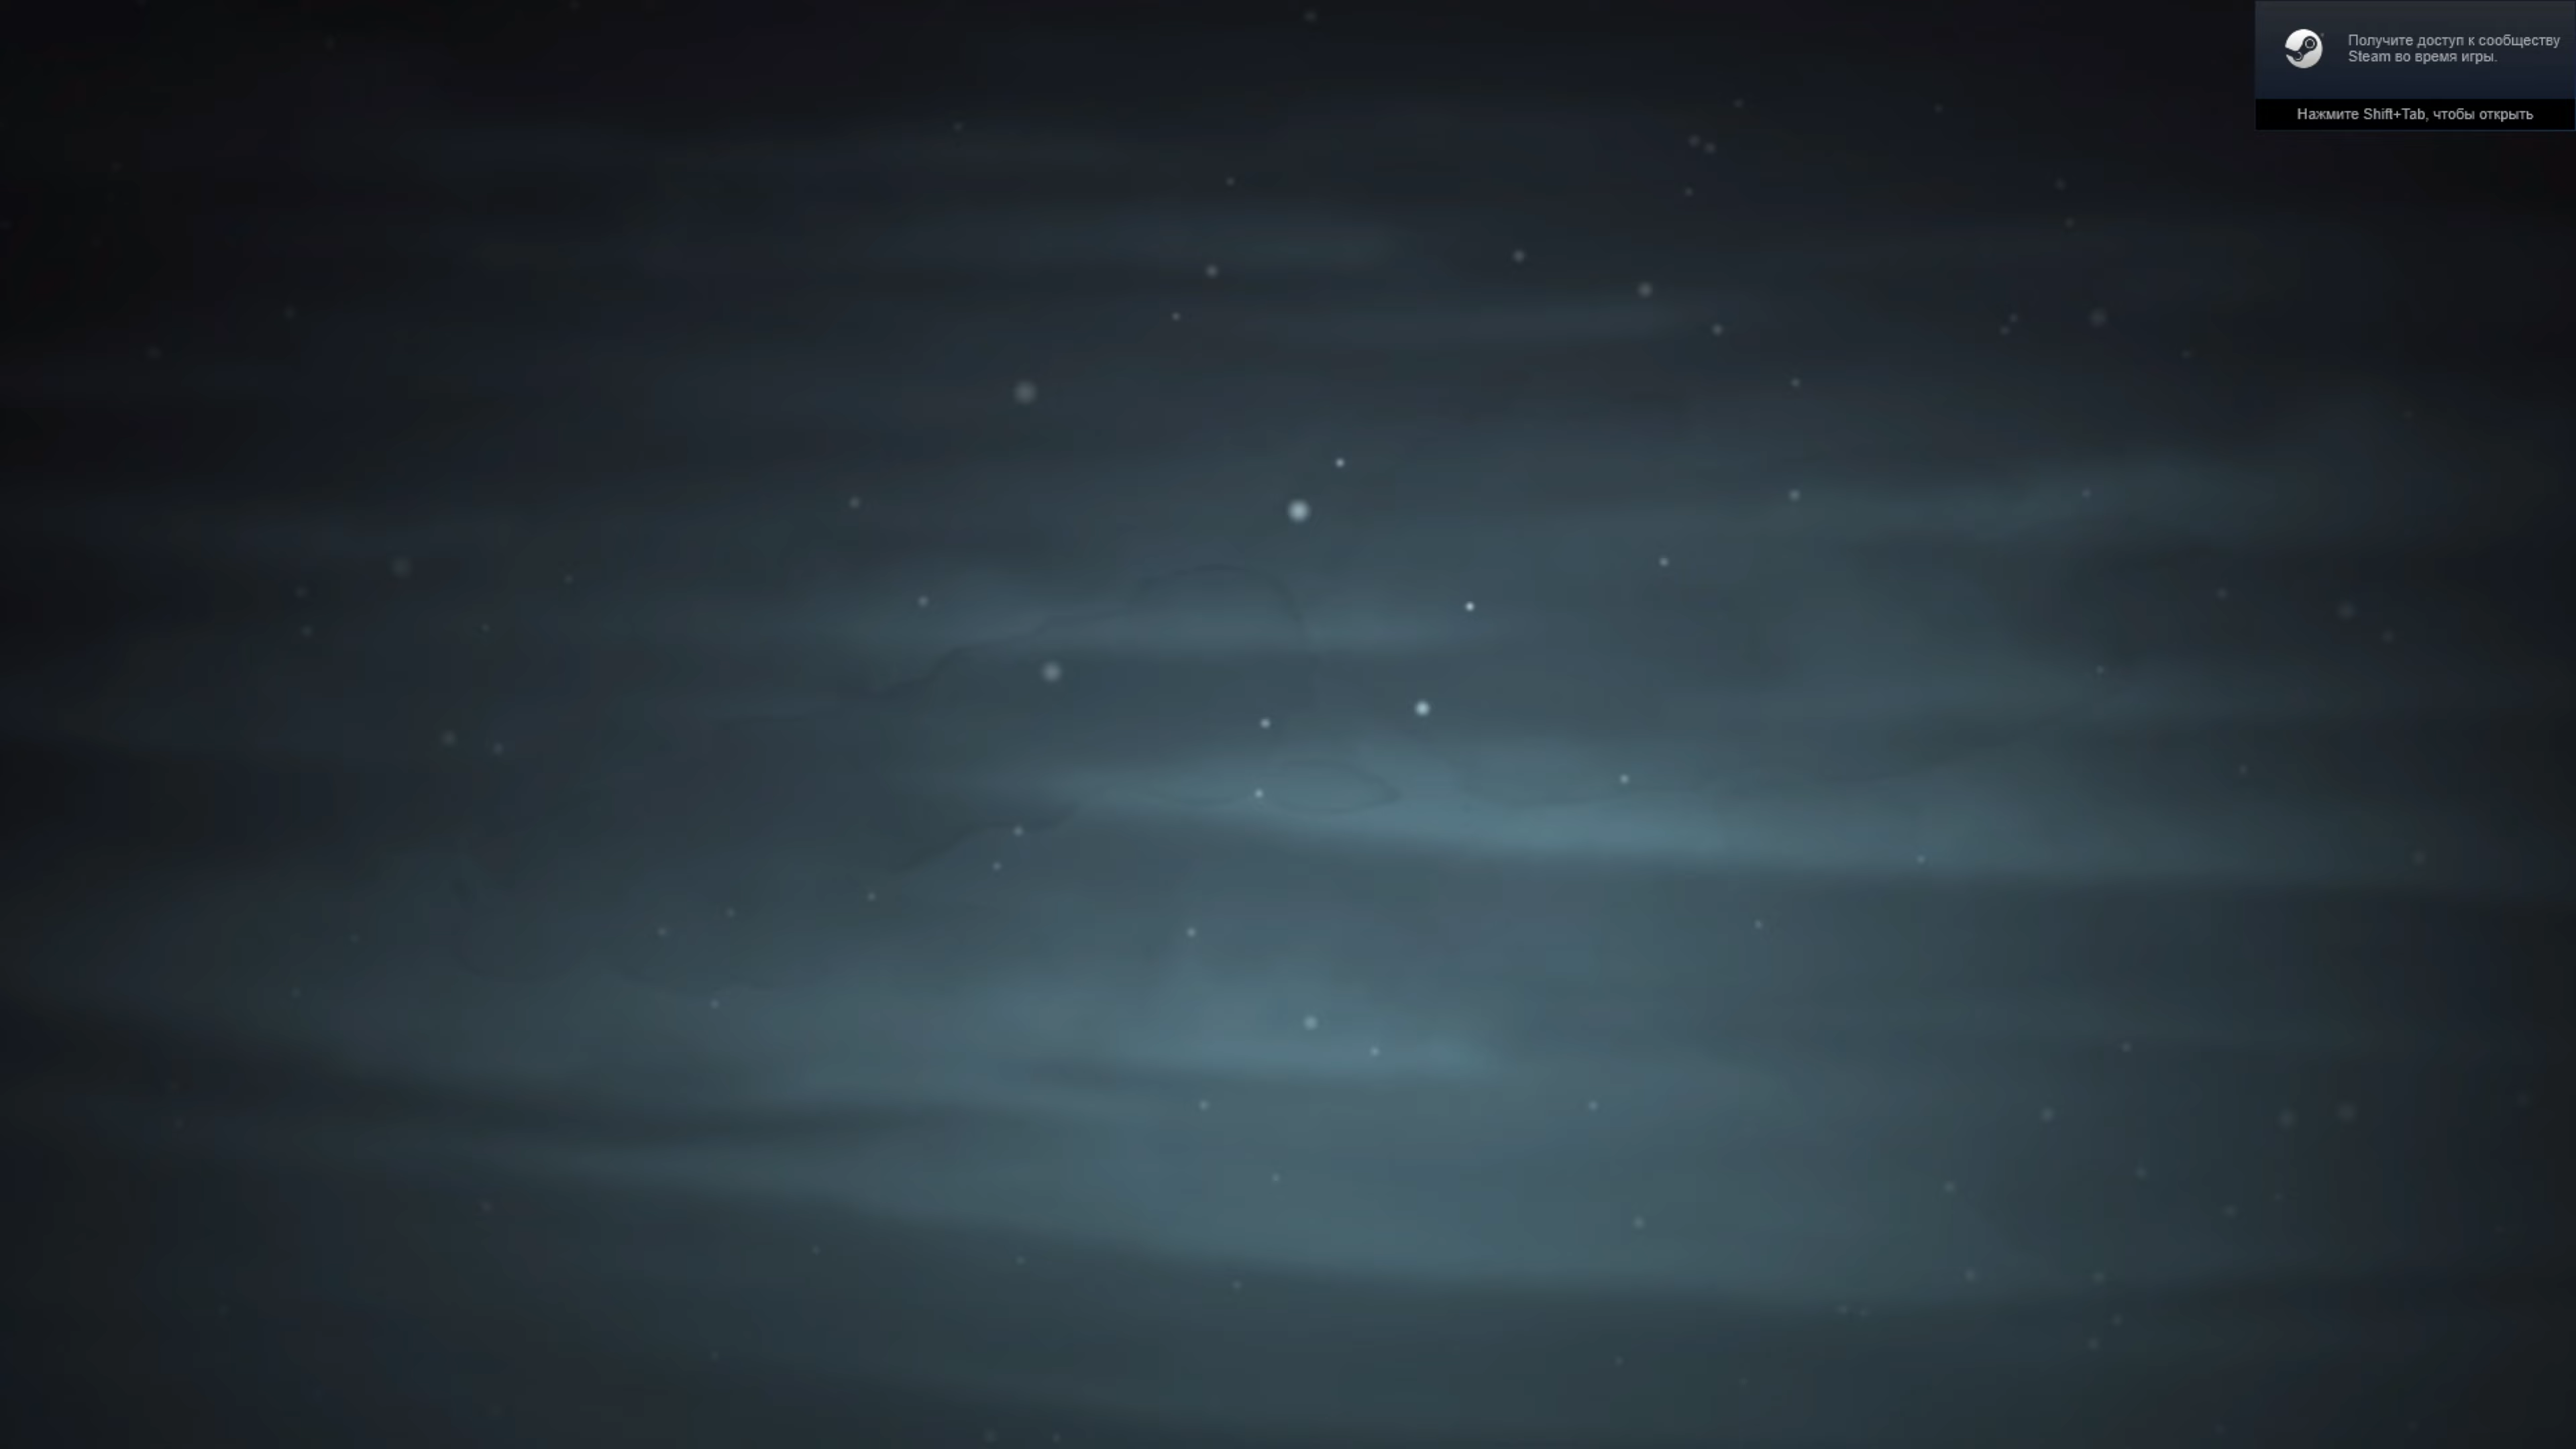 Получите доступ к сообществу
Steam во время игры.
Нажмите Shift+Tab, чтобы открыть